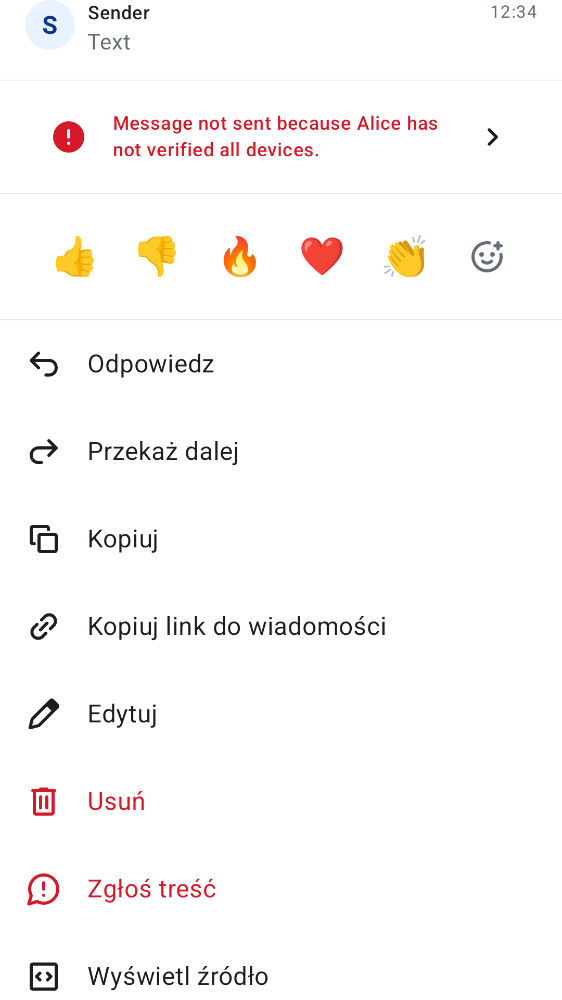 S
Sender
12:34
Text
Message not sent because Alice has
not verified all devices.
Odpowiedz
Przekaż dalej
Kopiuj
Kopiuj link do wiadomości
Edytuj
Usuń
Zgłoś treść
Wyświetl źródło